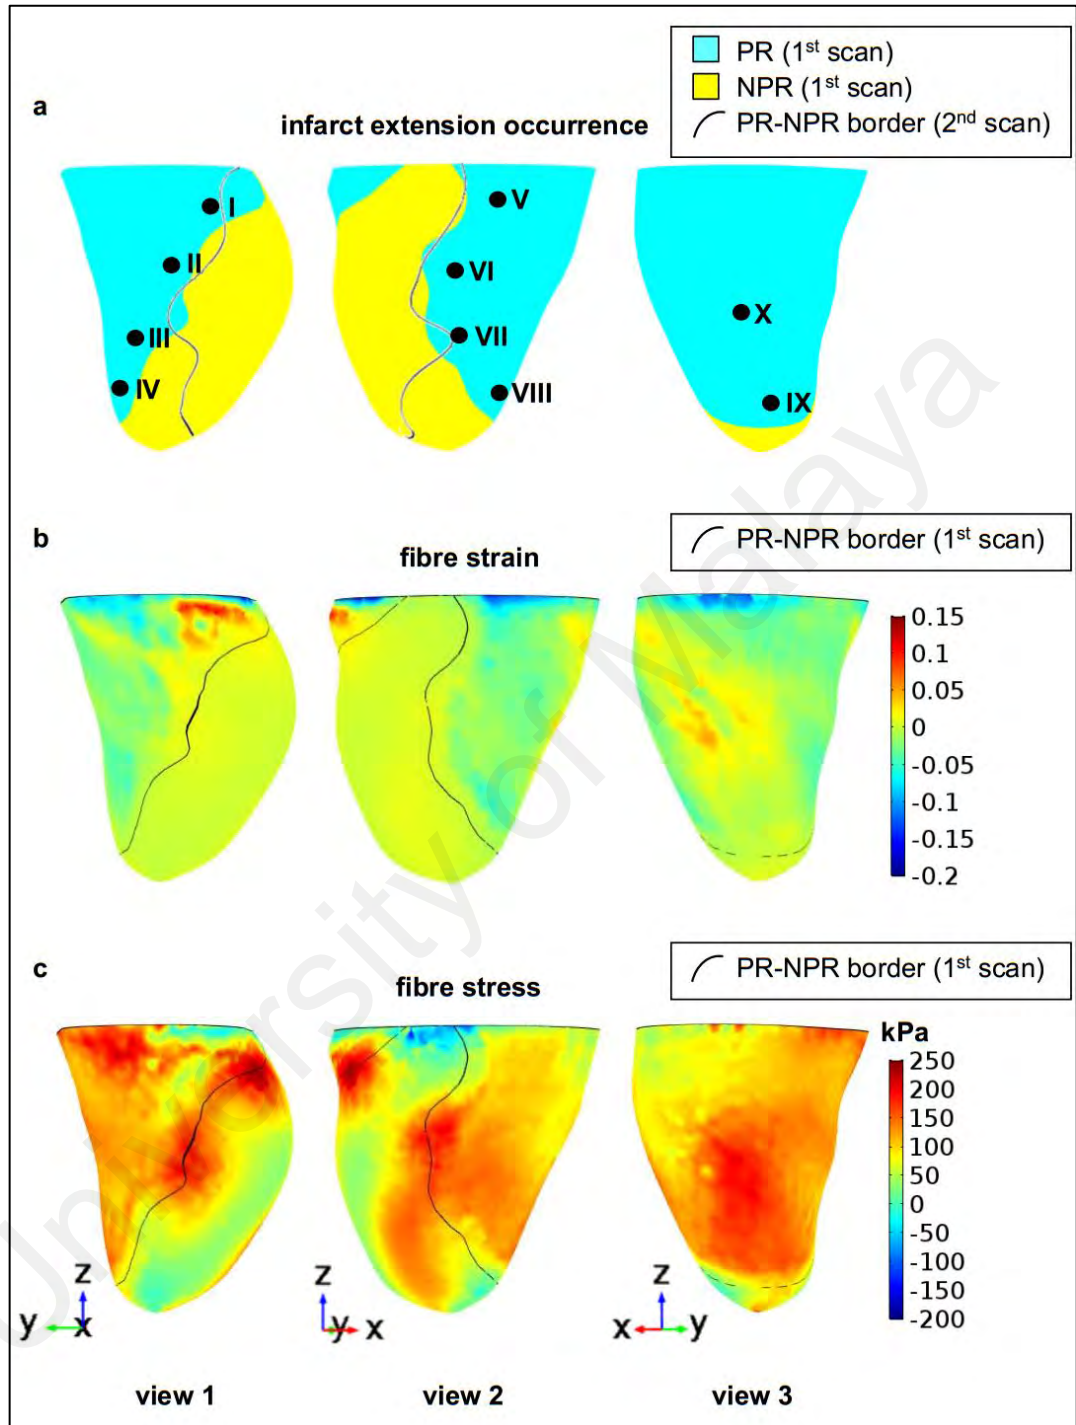 PR (1st scan)
NPR (1st scan)
PR-NPR border (2nd scan)
a
infarct extension occurrence
I
II
III
IV
V
VI
VII
VIII
X
IX
b
PR-NPR border (1st scan)
fibre strain
0.15
0.1
0.05
0
-0.05
-0.1
-0.15
-0.2
c
PR-NPR border (1st scan)
fibre stress
kPa
250
200
150
100
50
0
-50
-100
-150
-200
z
y
x
z
y
x
z
x
y
view 1
view 2
view 3
University of Malaya